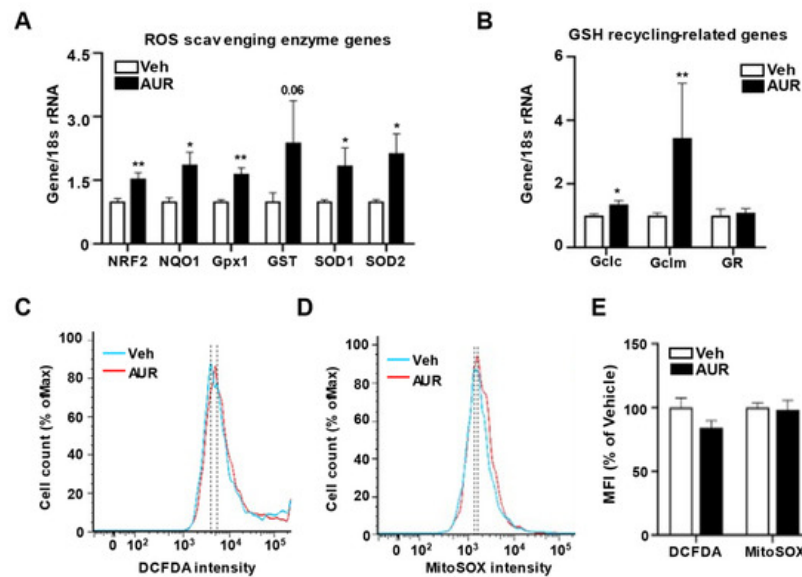 A
ROS scavenging enzyme genes
Gene/18s rRNA
4.5
3.0
1.5
0
Veh
AUR
** * ** 0.06 * *
NRF2 NQO1 Gpx1 GST SOD1 SOD2
B
GSH recycling-related genes
Gene/18s rRNA
6
4
2
0
Veh
AUR
* **
Gclc Gclm GR
C
Cell count (% of Max)
100
80
60
40
20
0
Veh
AUR
0 10² 10³ 10⁴ 10⁵
DCFDA intensity
D
Cell count (% of Max)
100
80
60
40
20
0
Veh
AUR
0 10² 10³ 10⁴ 10⁵
MitoSOX intensity
E
MFI (% of Vehicle)
150
100
50
0
Veh
AUR
DCFDA MitoSOX